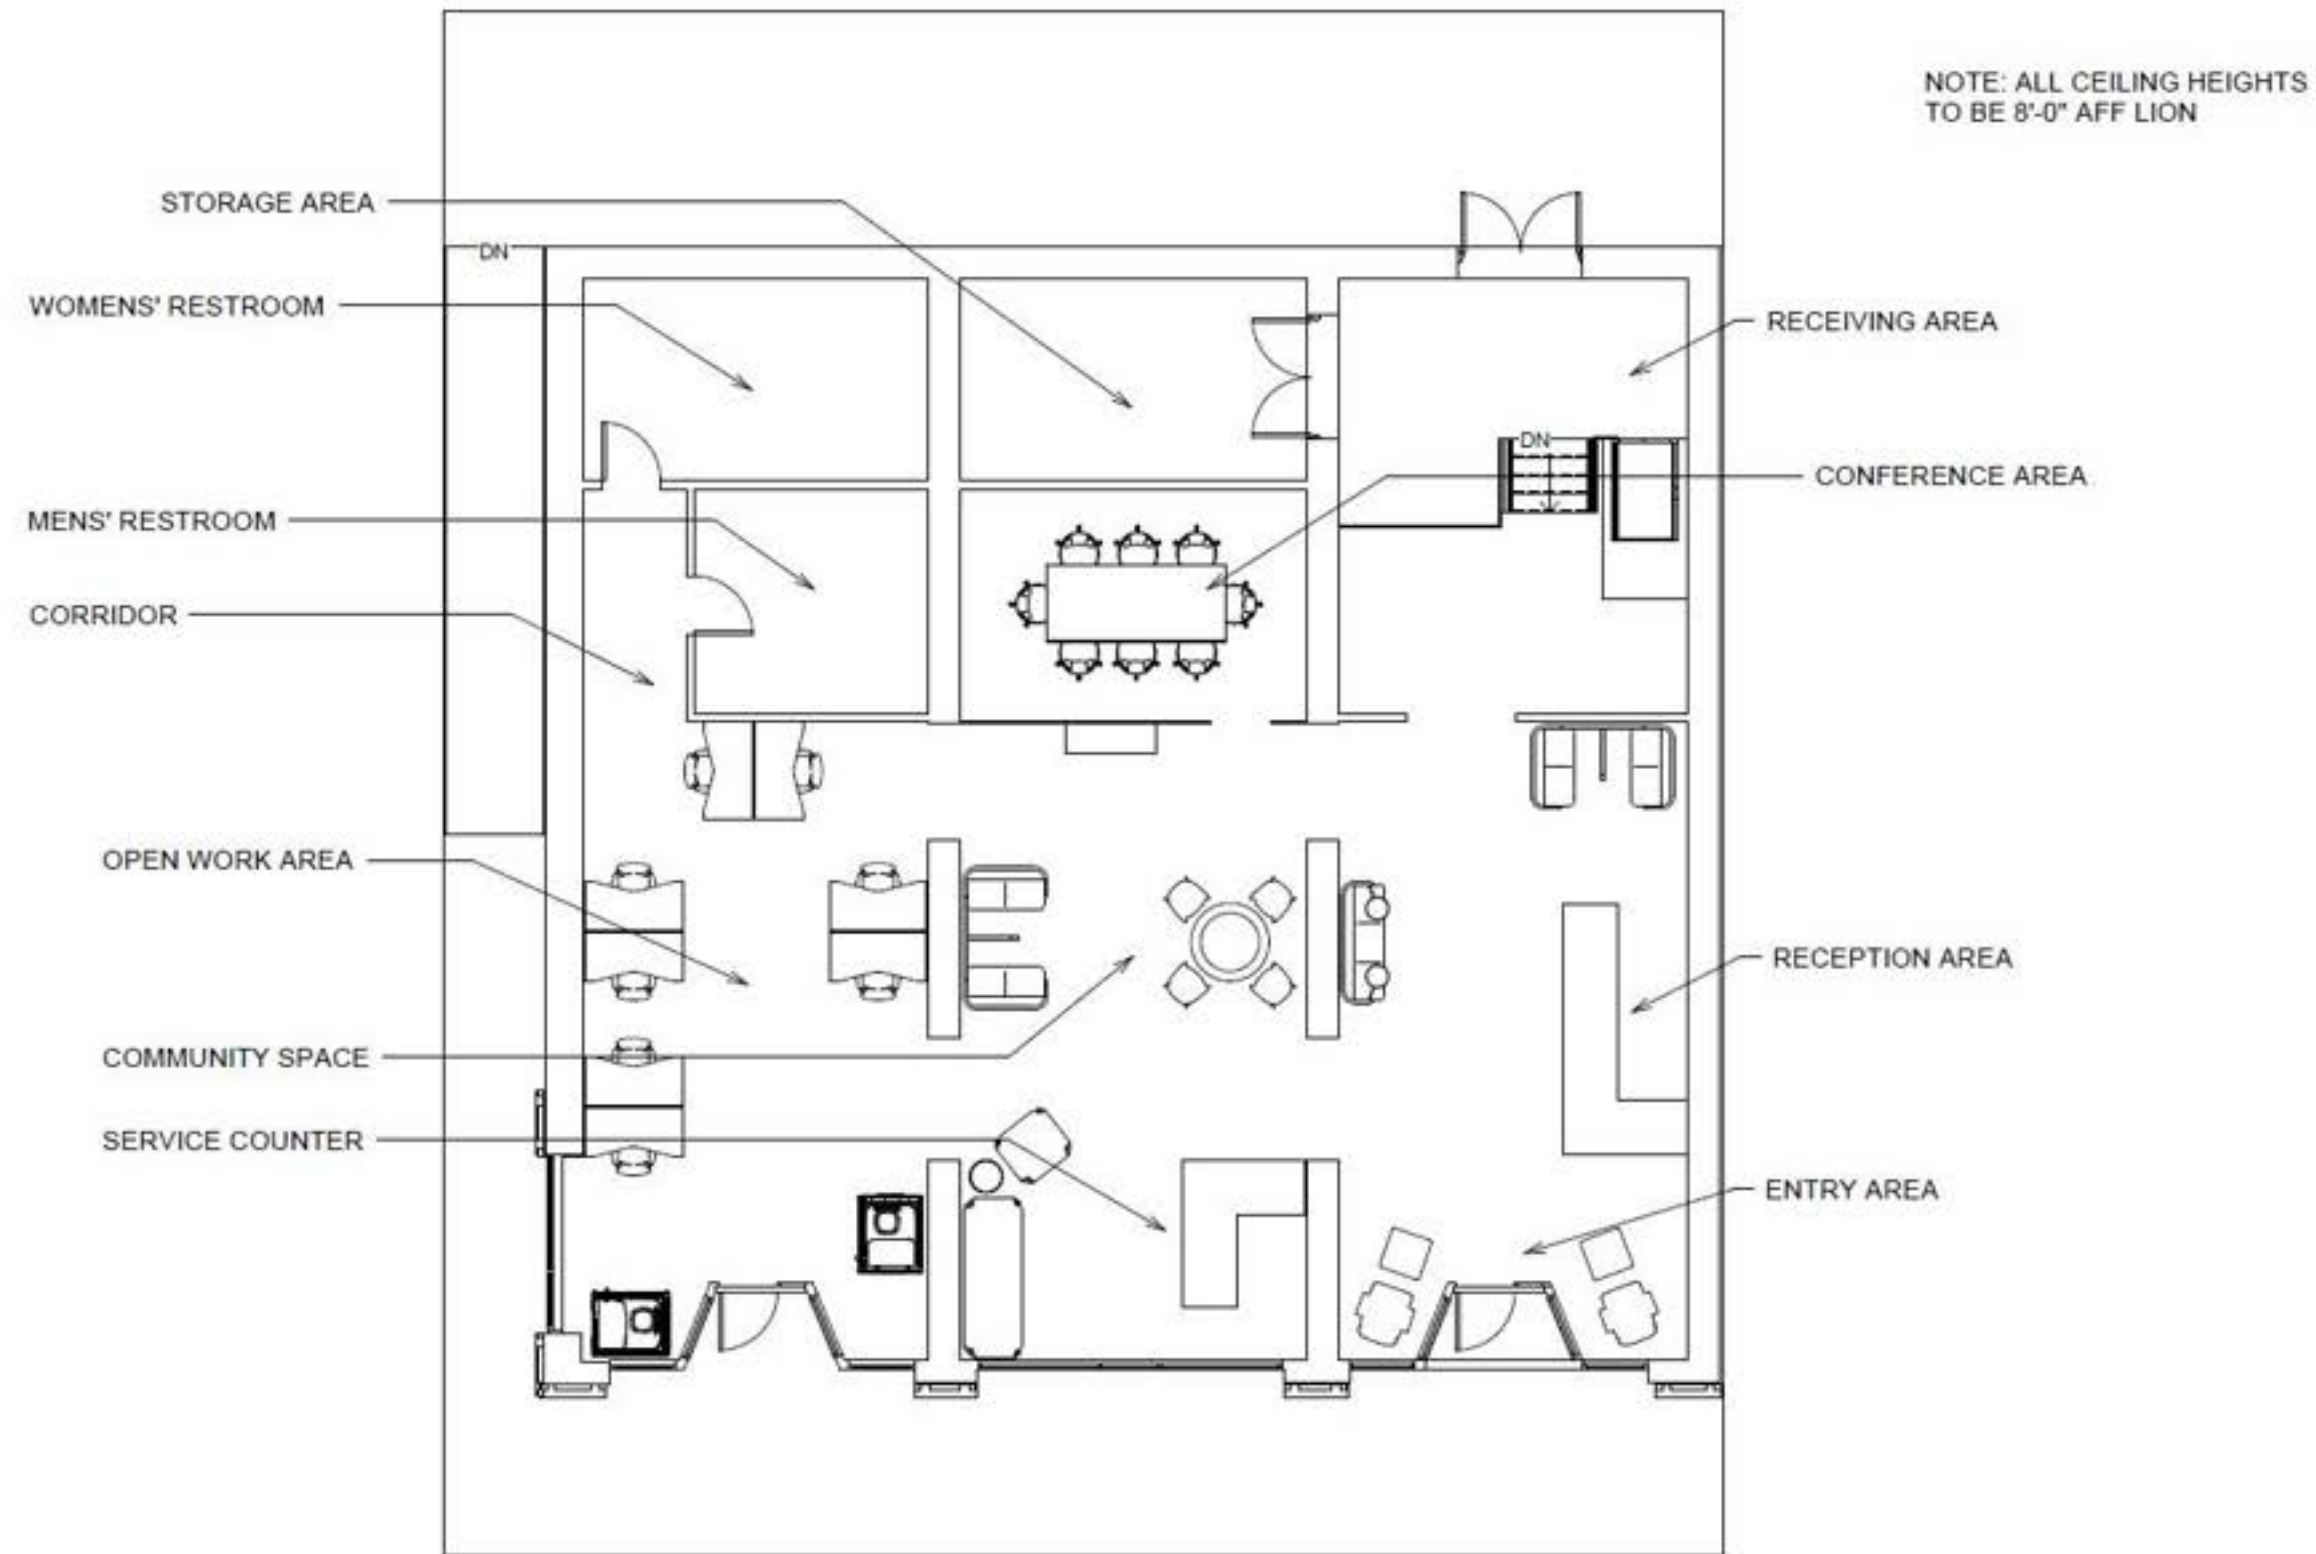 NOTE: ALL CEILING HEIGHTS
TO BE 8'-0" AFF LION
STORAGE AREA
DN
WOMENS' RESTROOM
RECEIVING AREA
DN
CONFERENCE AREA
MENS' RESTROOM
CORRIDOR
OPEN WORK AREA
RECEPTION AREA
COMMUNITY SPACE
SERVICE COUNTER
ENTRY AREA